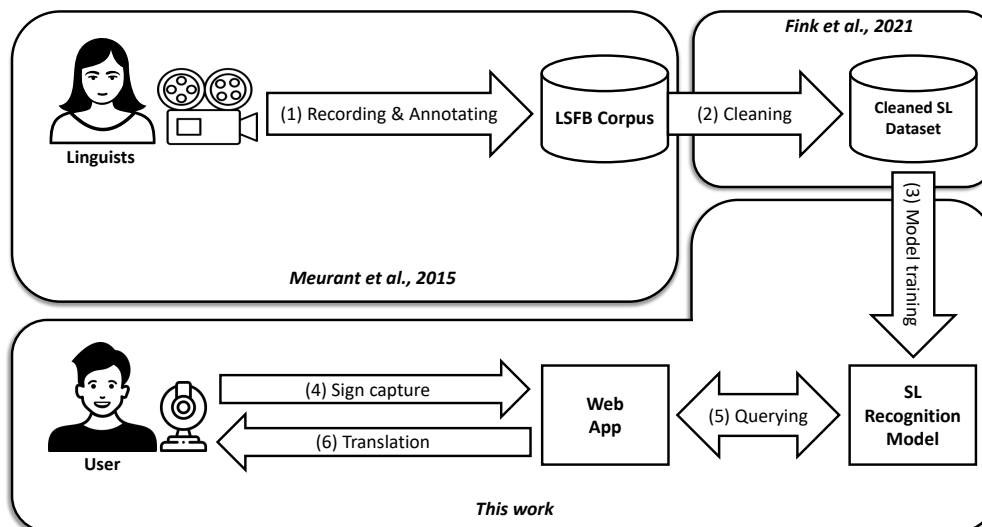 Fink et al., 2021
(1) Recording & Annotating
LSFB Corpus
(2) Cleaning
Cleaned SL
Dataset
Linguists
Meurant et al., 2015
(3) Model training
(4) Sign capture
(6) Translation
Web
App
(5) Querying
SL
Recognition
Model
User
This work